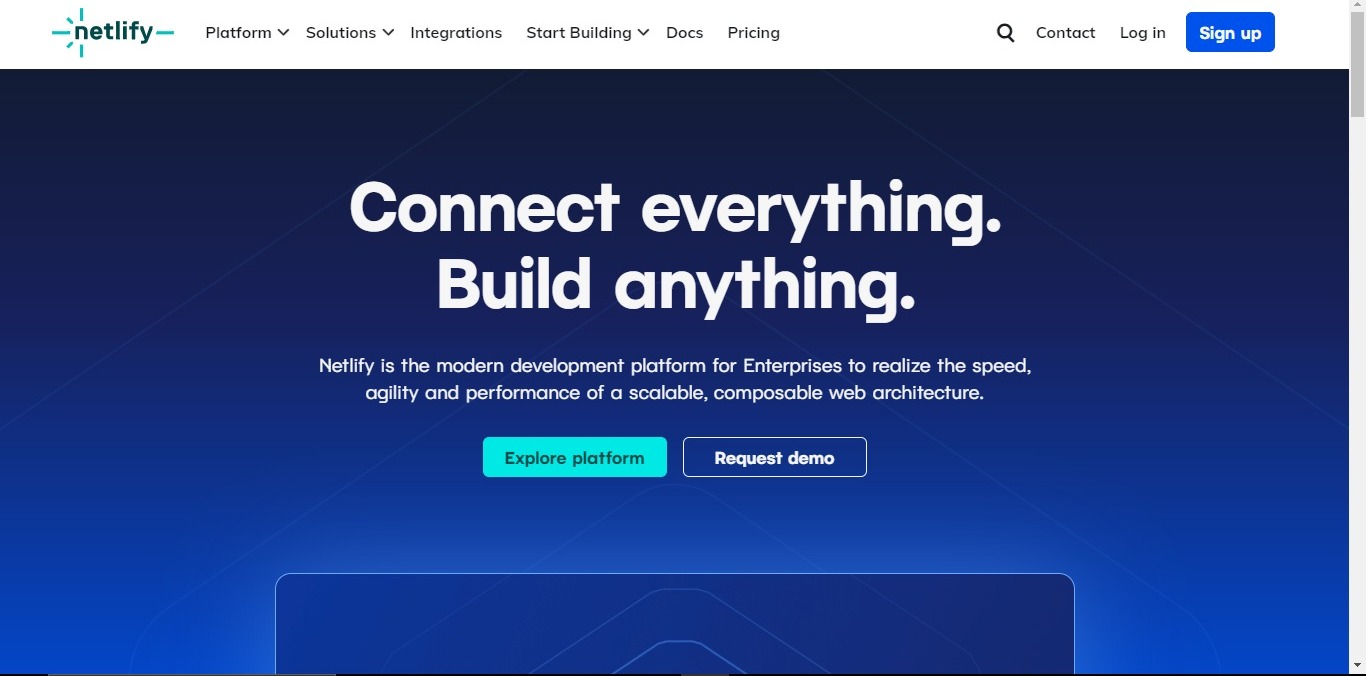 netlify
Platform
Solutions
Integrations
Start Building
Docs
Pricing
Contact
Log in
Sign up
Connect everything.
Build anything.
Netlify is the modern development platform for Enterprises to realize the speed,
agility and performance of a scalable, composable web architecture.
Explore platform
Request demo